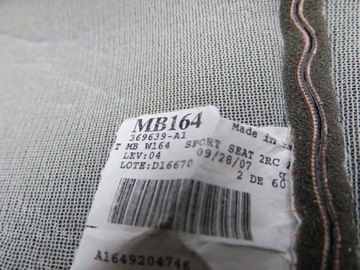 MB164
369639-A1
Made in
T MB W164 SPORT SEAT 2RC
LEV:04 09/28/07
LOTE:D16670 2 DE 60
A1649204746